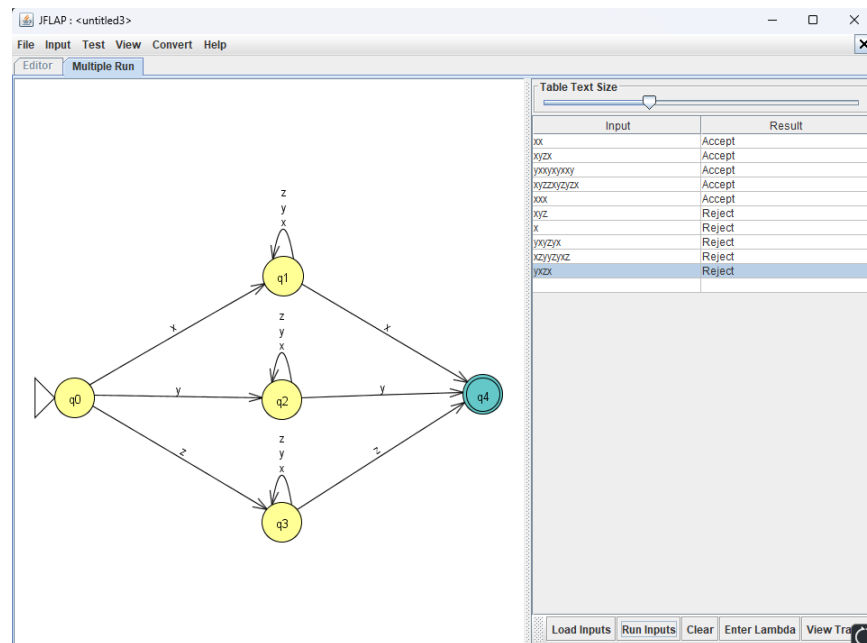 JFLAP : <untitled3>
File Input Test View Convert Help
Editor Multiple Run
Table Text Size
Input Result
xx Accept
xyzx Accept
yxxyxyxxy Accept
xyzzxyzyzx Accept
xxx Accept
xyz Reject
x Reject
yxyzyx Reject
xzyyzyxz Reject
yxzx Reject
z
y
x
q1
x x
z
y
x
q0 y q2 y q4
z z
z
y
x
q3
Load Inputs Run Inputs Clear Enter Lambda View Tra